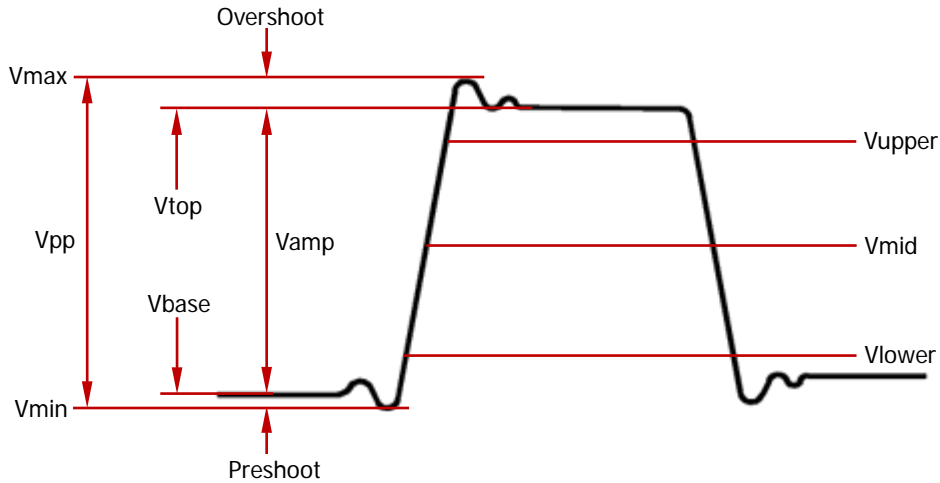 Overshoot
Vmax
Vupper
Vtop
Vpp
Vamp
Vmid
Vbase
Vlower
Vmin
Preshoot